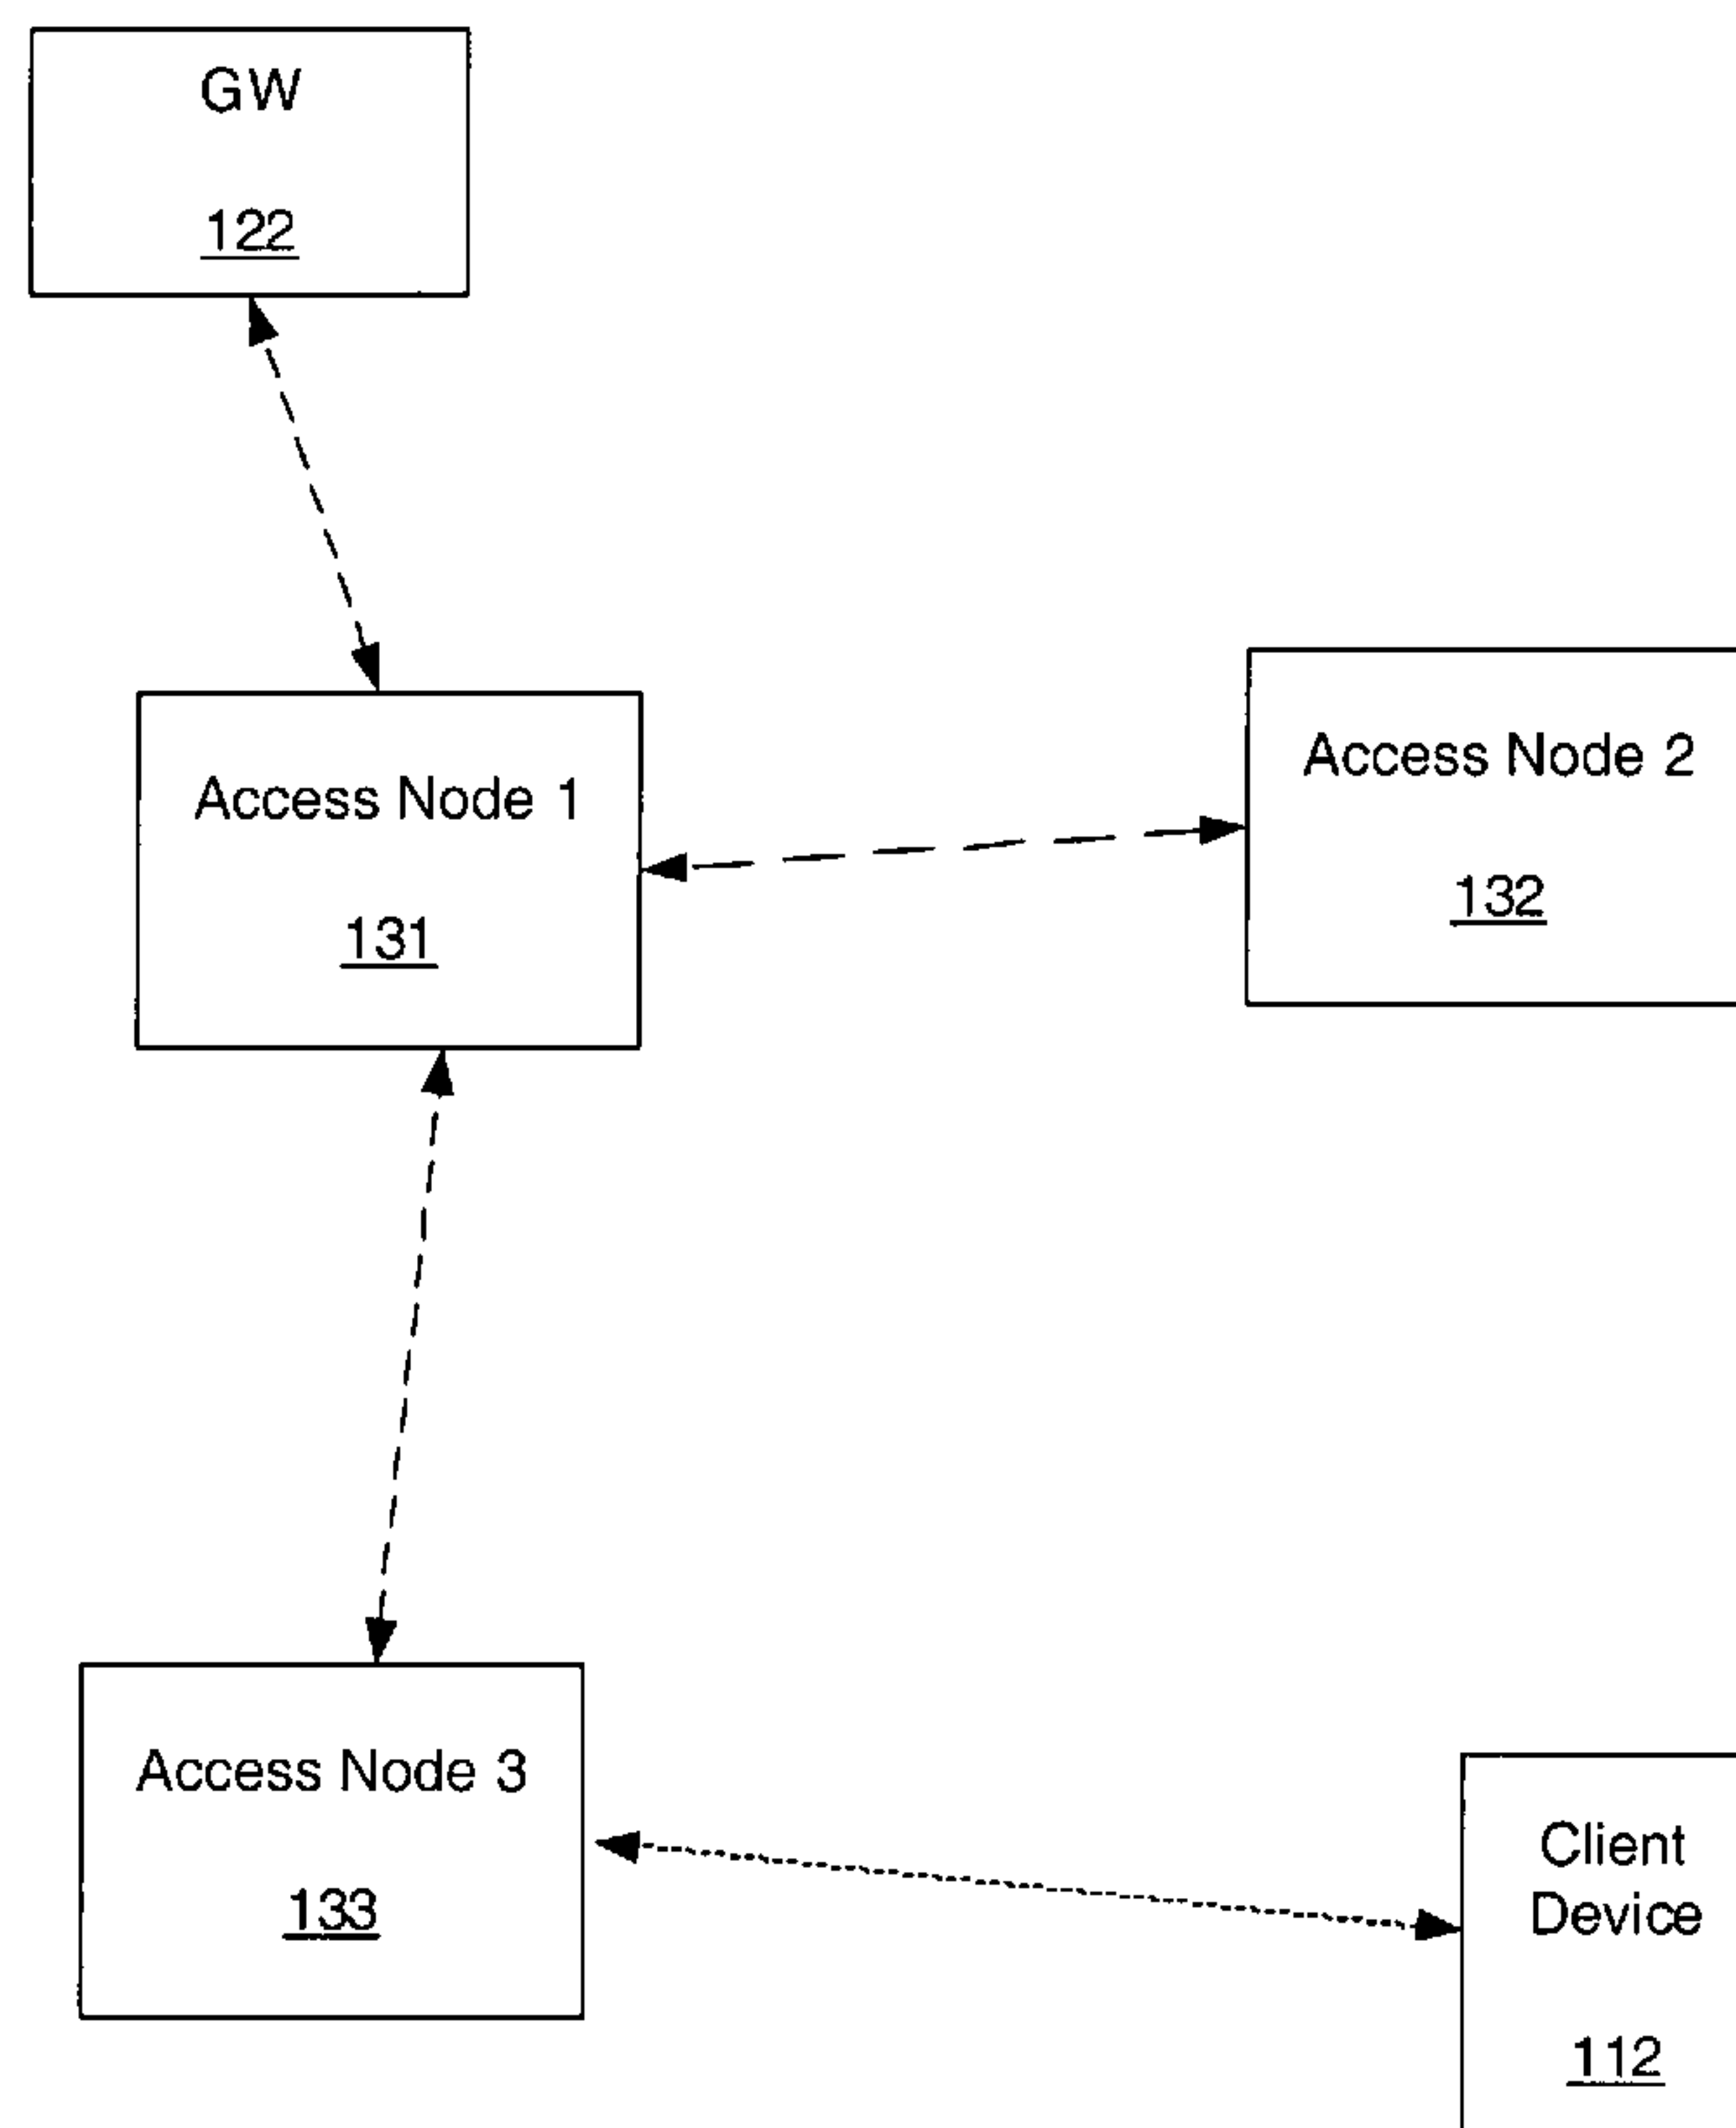 GW
122
Access Node 1
131
Access Node 2
132
Access Node 3
133
Client
Device
112